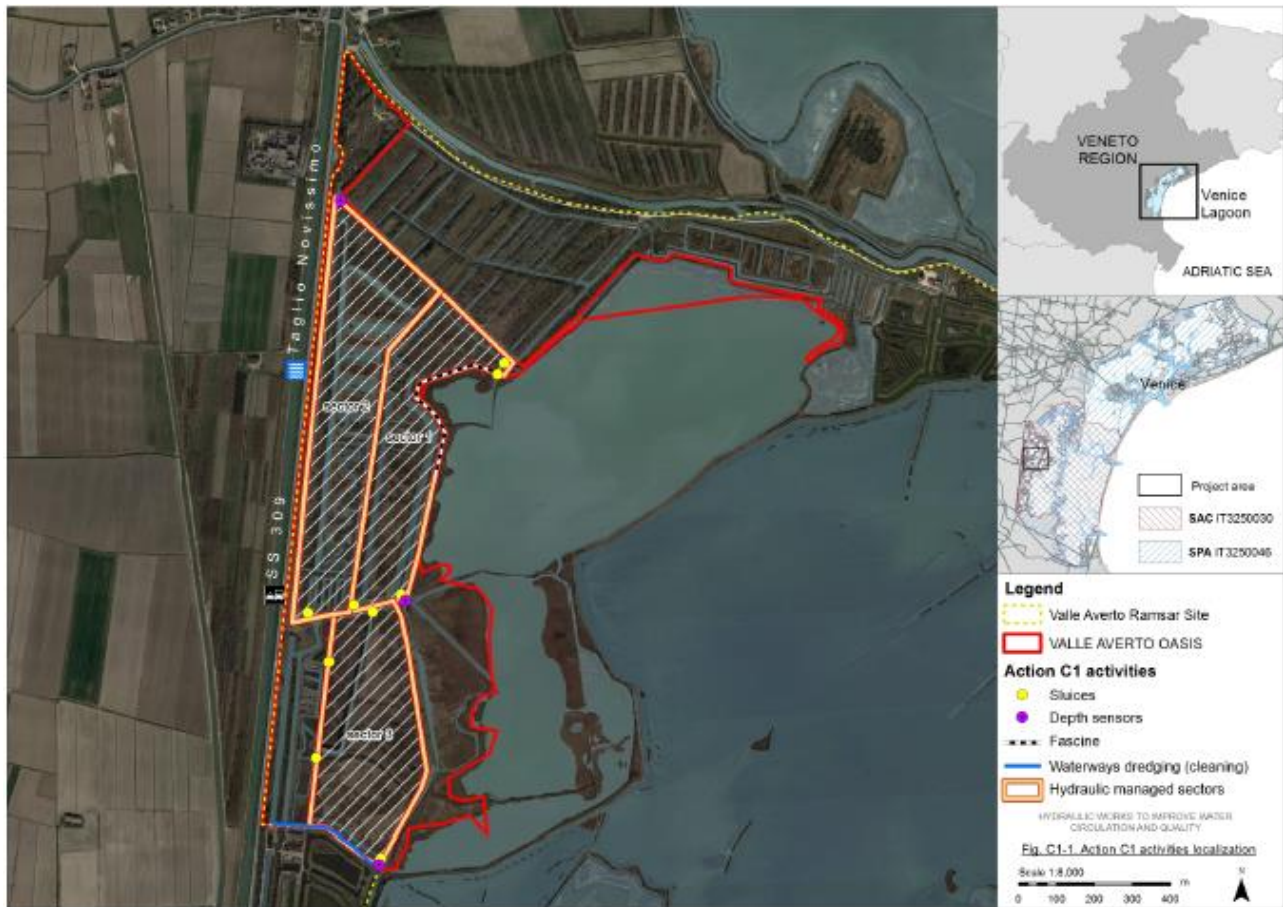 Taglio Novissimo
SS 309
sector 2
sector 1
sector 3
VENETO
REGION
Venice
Lagoon
ADRIATIC SEA
Venice
Project area
SAC IT3250030
SPA IT3250046
Legend
Valle Averto Ramsar Site
VALLE AVERTO OASIS
Action C1 activities
Sluices
Depth sensors
Fascine
Waterways dredging (cleaning)
Hydraulic managed sectors
HYDRAULIC WORKS TO IMPROVE WATER
CIRCULATION AND QUALITY
Fig. C1-1. Action C1 activities localization
Scale 1:8,000
m
N
0 100 200 300 400